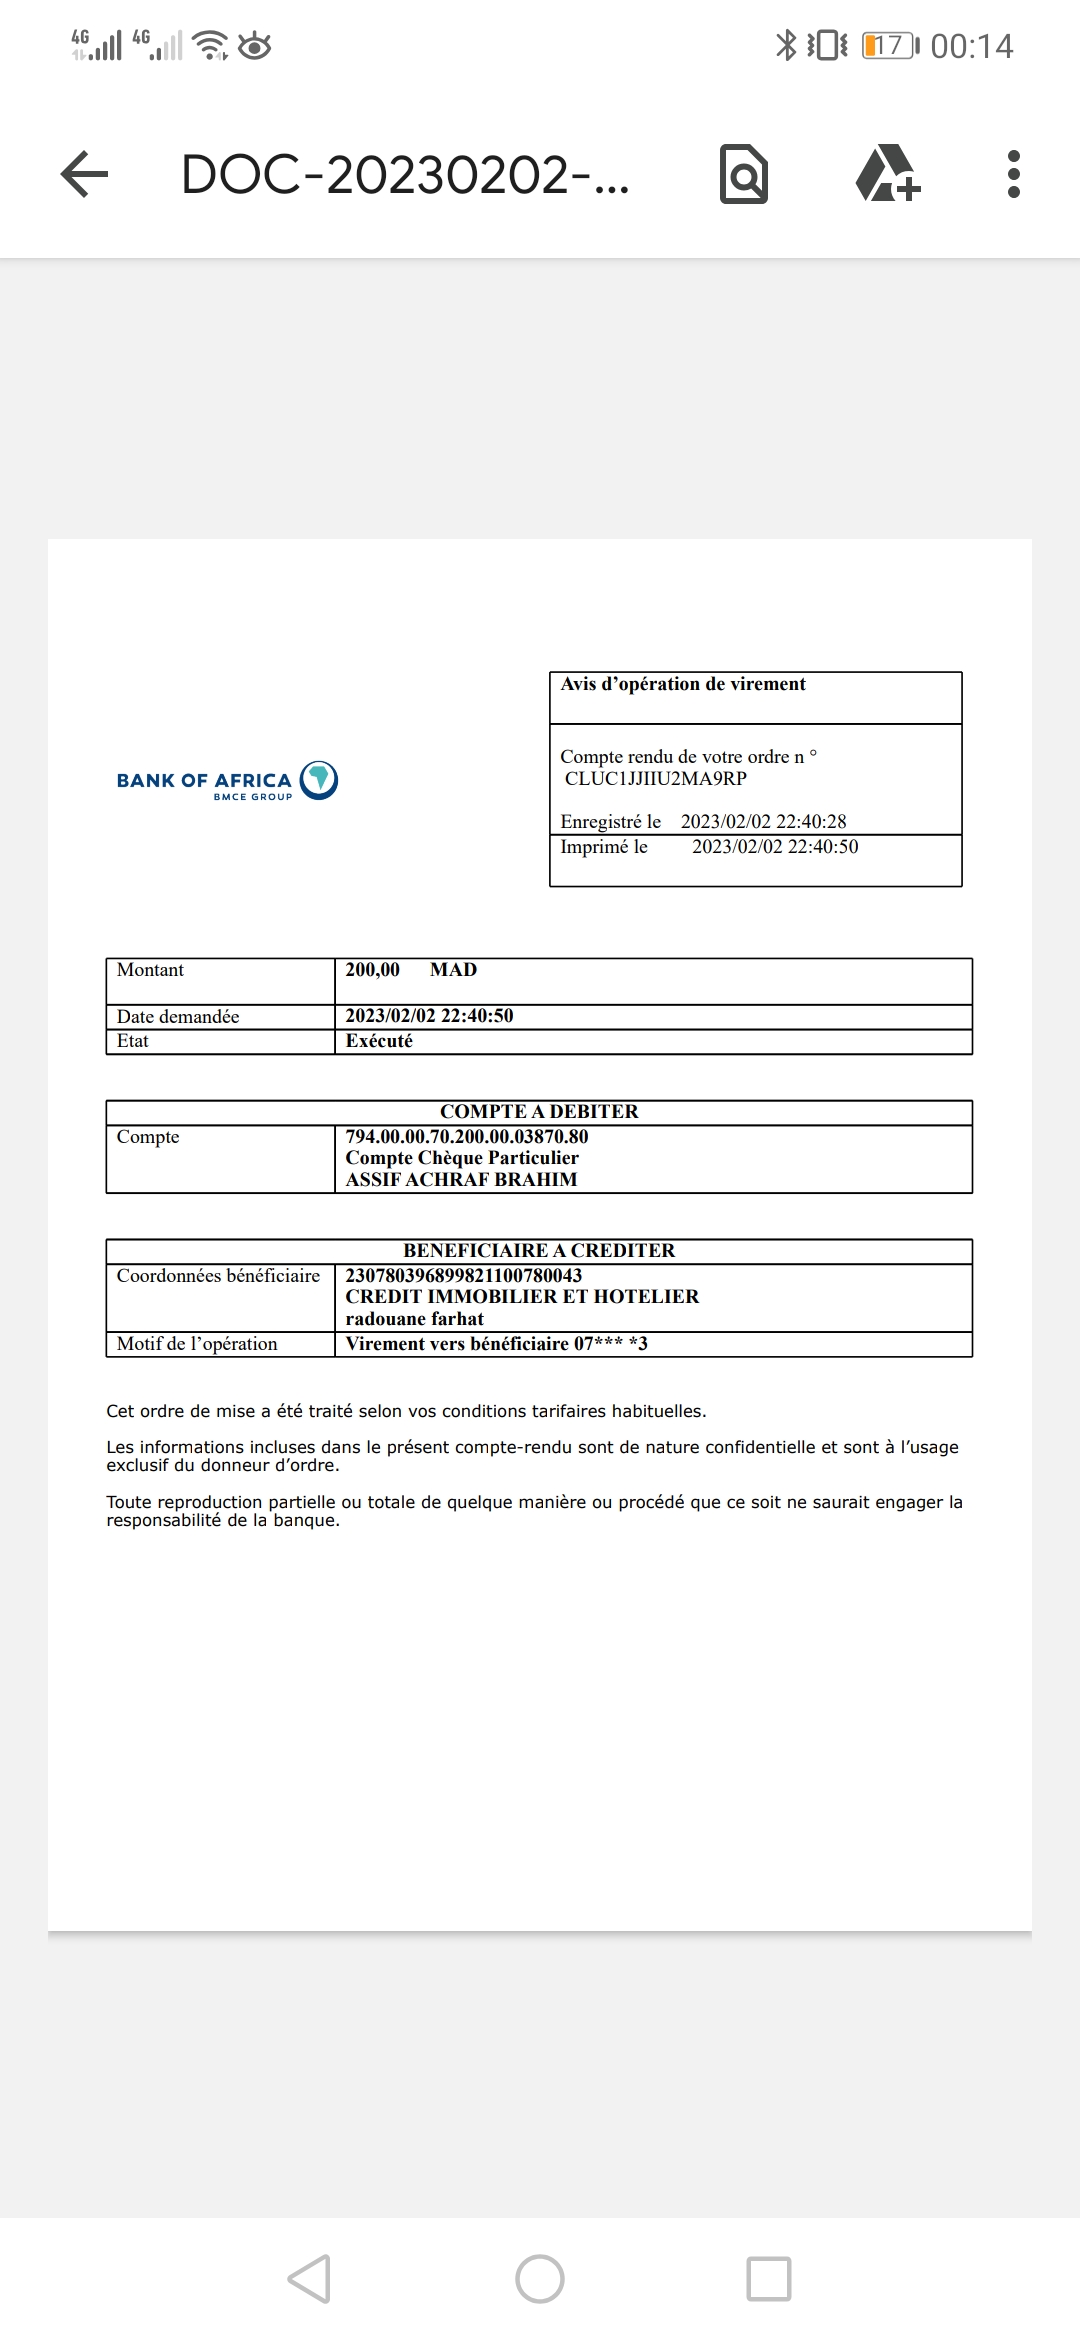 4G 4G 17 00:14
DOC-20230202-...
Avis d’opération de virement
Compte rendu de votre ordre n °
CLUC1JJIIU2MA9RP
Enregistré le 2023/02/02 22:40:28
Imprimé le 2023/02/02 22:40:50
BANK OF AFRICA
BMCE GROUP
Montant 200,00 MAD
Date demandée 2023/02/02 22:40:50
Etat Exécuté
COMPTE A DEBITER
Compte 794.00.00.70.200.00.03870.80
Compte Chèque Particulier
ASSIF ACHRAF BRAHIM
BENEFICIAIRE A CREDITER
Coordonnées bénéficiaire 230780396899821100780043
CREDIT IMMOBILIER ET HOTELIER
radouane farhat
Motif de l’opération Virement vers bénéficiaire 07*** *3
Cet ordre de mise a été traité selon vos conditions tarifaires habituelles.
Les informations incluses dans le présent compte-rendu sont de nature confidentielle et sont à l’usage
exclusif du donneur d’ordre.
Toute reproduction partielle ou totale de quelque manière ou procédé que ce soit ne saurait engager la
responsabilité de la banque.